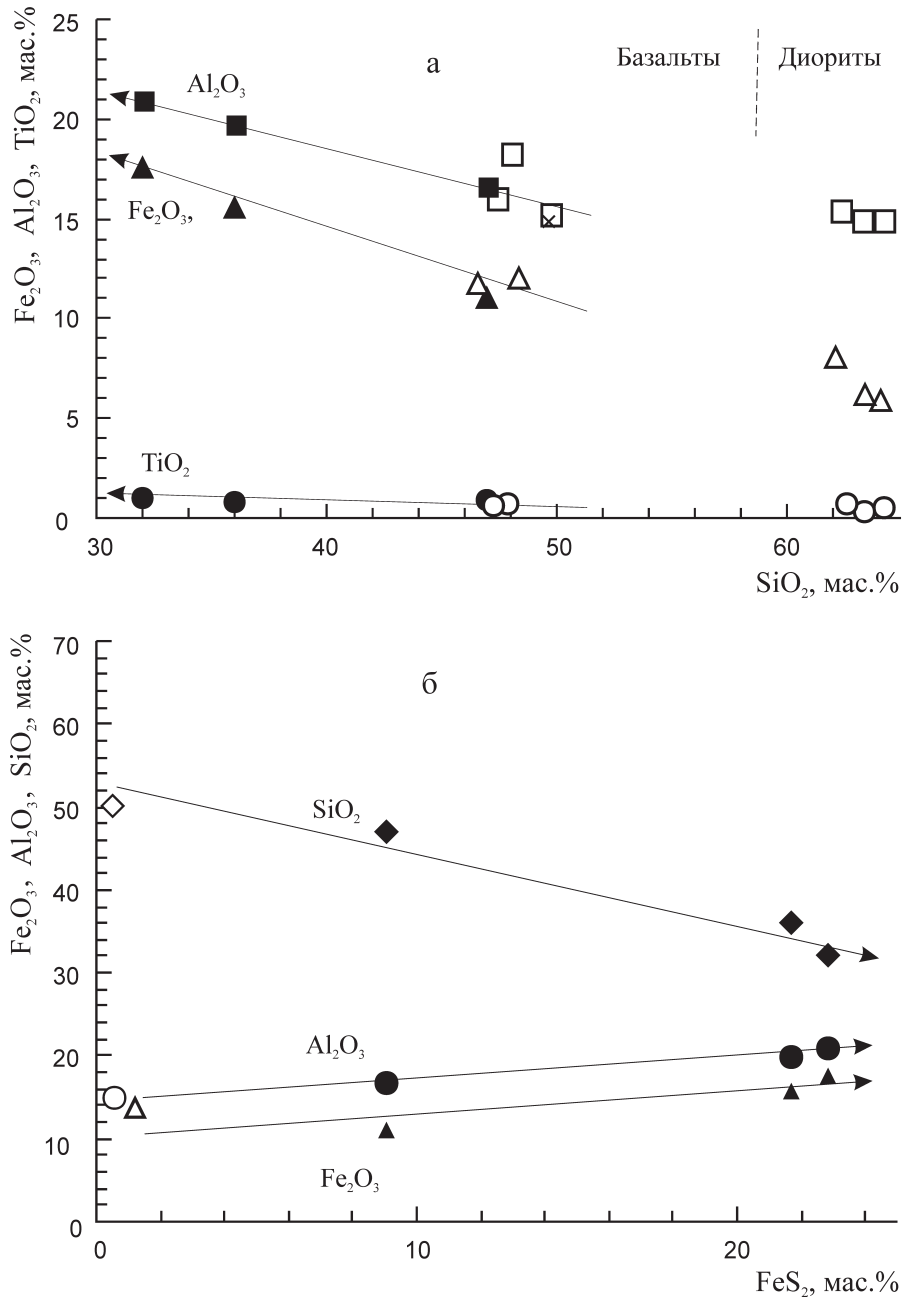 25
20
15
10
5
0
Fe₂O₃, Al₂O₃, TiO₂, мас.%
а
Базальты
Диориты
Al₂O₃
Fe₂O₃,
TiO₂
30 40 50 60
SiO₂, мас.%
70
60
50
40
30
20
10
0
Fe₂O₃, Al₂O₃, SiO₂, мас.%
б
SiO₂
Al₂O₃
Fe₂O₃
0 10 20
FeS₂, мас.%